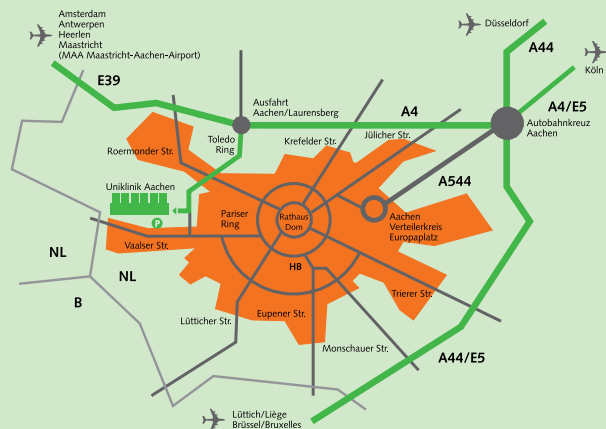 Amsterdam
Antwerpen
Heerlen
Maastricht
(MAA Maastricht-Aachen-Airport)
Düsseldorf
A44
Köln
E39
Ausfahrt
Aachen/Laurensberg
A4
A4/E5
Autobahnkreuz
Aachen
Toledo
Ring
Krefelder Str.
Jülicher Str.
Roermonder Str.
A544
Uniklinik Aachen
P
Pariser
Ring
Rathaus
Dom
Aachen
Verteilerkreis
Europaplatz
Vaalser Str.
NL
NL
HB
B
Trierer Str.
Lütticher Str.
Eupener Str.
Monschauer Str.
A44/E5
Lüttich/Liège
Brüssel/Bruxelles